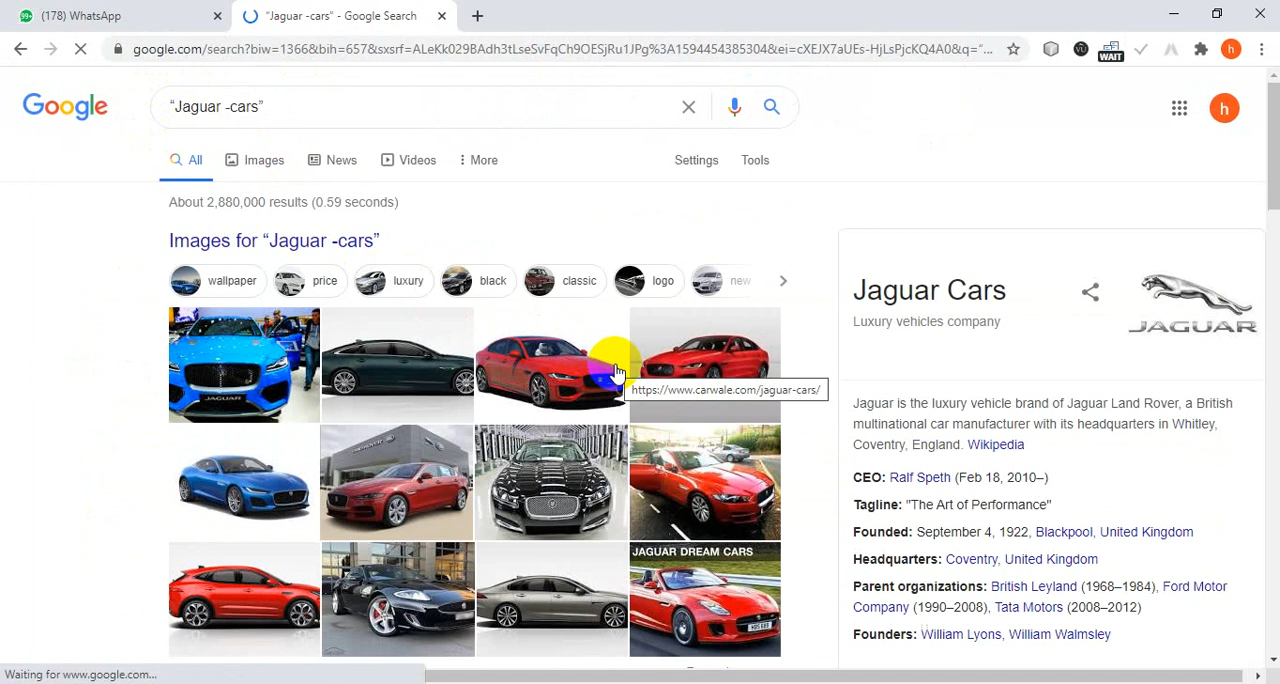 99+ (178) WhatsApp
"Jaguar -cars" - Google Search
google.com/search?biw=1366&bih=657&sxsrf=ALeKk029BAdh3tLseSvFqCh9OESjRu1JPg%3A1594454385304&ei=cXEJX7aUEs-HjLsPjcKQ4A0&q="...
WAIT
h
Google
“Jaguar -cars”
h
All
Images
News
Videos
More
Settings
Tools
About 2,880,000 results (0.59 seconds)
Images for “Jaguar -cars”
wallpaper
price
luxury
black
classic
logo
new
https://www.carwale.com/jaguar-cars/
JAGUAR
JAGUAR DREAM CARS
Jaguar Cars
Luxury vehicles company
JAGUAR
Jaguar is the luxury vehicle brand of Jaguar Land Rover, a British
multinational car manufacturer with its headquarters in Whitley,
Coventry, England. Wikipedia
CEO: Ralf Speth (Feb 18, 2010–)
Tagline: "The Art of Performance"
Founded: September 4, 1922, Blackpool, United Kingdom
Headquarters: Coventry, United Kingdom
Parent organizations: British Leyland (1968–1984), Ford Motor
Company (1990–2008), Tata Motors (2008–2012)
Founders: William Lyons, William Walmsley
Waiting for www.google.com...